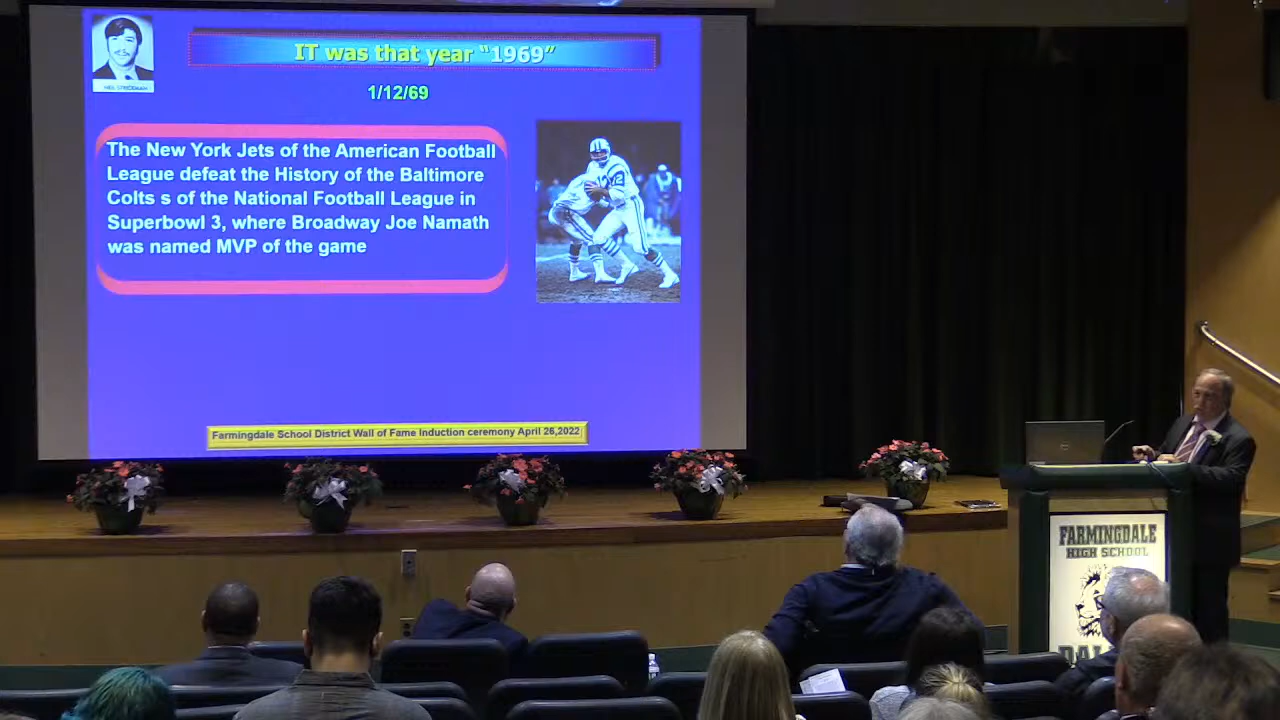 IT was that year "1969"
1/12/69
The New York Jets of the American Football
League defeat the History of the Baltimore
Colts s of the National Football League in
Superbowl 3, where Broadway Joe Namath
was named MVP of the game
Farmingdale School District Wall of Fame Induction ceremony April 26,2022
FARMINGDALE
HIGH SCHOOL